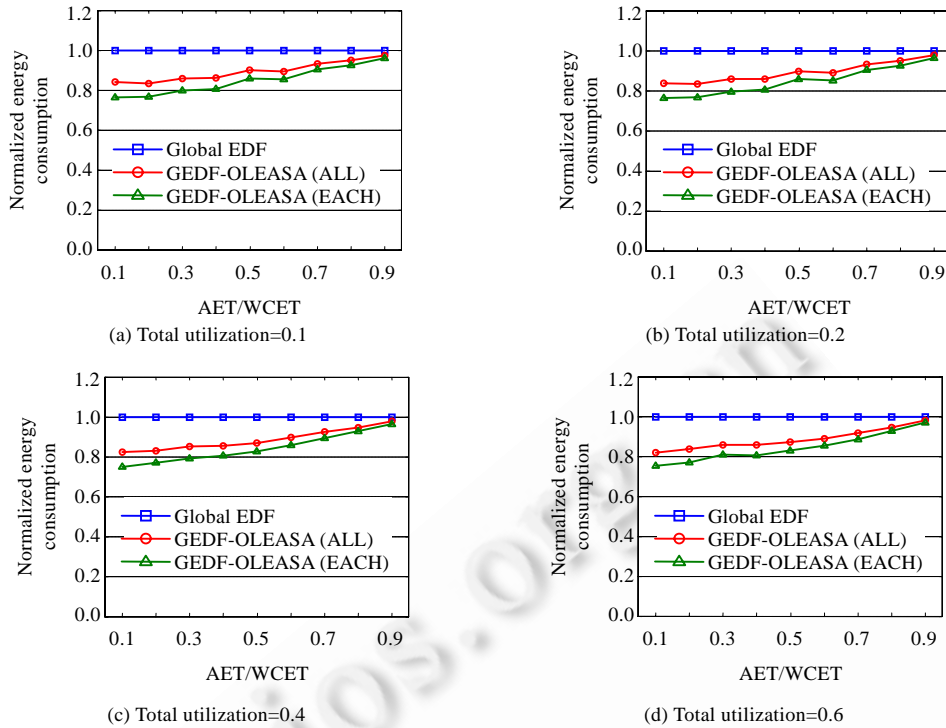 1.2
1.0
0.8
0.6
0.4
0.2
0.0
Normalized energy
consumption
Global EDF
GEDF-OLEASA (ALL)
GEDF-OLEASA (EACH)
0.1 0.3 0.5 0.7 0.9
AET/WCET
(a) Total utilization=0.1
1.2
1.0
0.8
0.6
0.4
0.2
0.0
Normalized energy
consumption
Global EDF
GEDF-OLEASA (ALL)
GEDF-OLEASA (EACH)
0.1 0.3 0.5 0.7 0.9
AET/WCET
(b) Total utilization=0.2
1.2
1.0
0.8
0.6
0.4
0.2
0.0
Normalized energy
consumption
Global EDF
GEDF-OLEASA (ALL)
GEDF-OLEASA (EACH)
0.1 0.3 0.5 0.7 0.9
AET/WCET
(c) Total utilization=0.4
1.2
1.0
0.8
0.6
0.4
0.2
0.0
Normalized energy
consumption
Global EDF
GEDF-OLEASA (ALL)
GEDF-OLEASA (EACH)
0.1 0.3 0.5 0.7 0.9
AET/WCET
(d) Total utilization=0.6